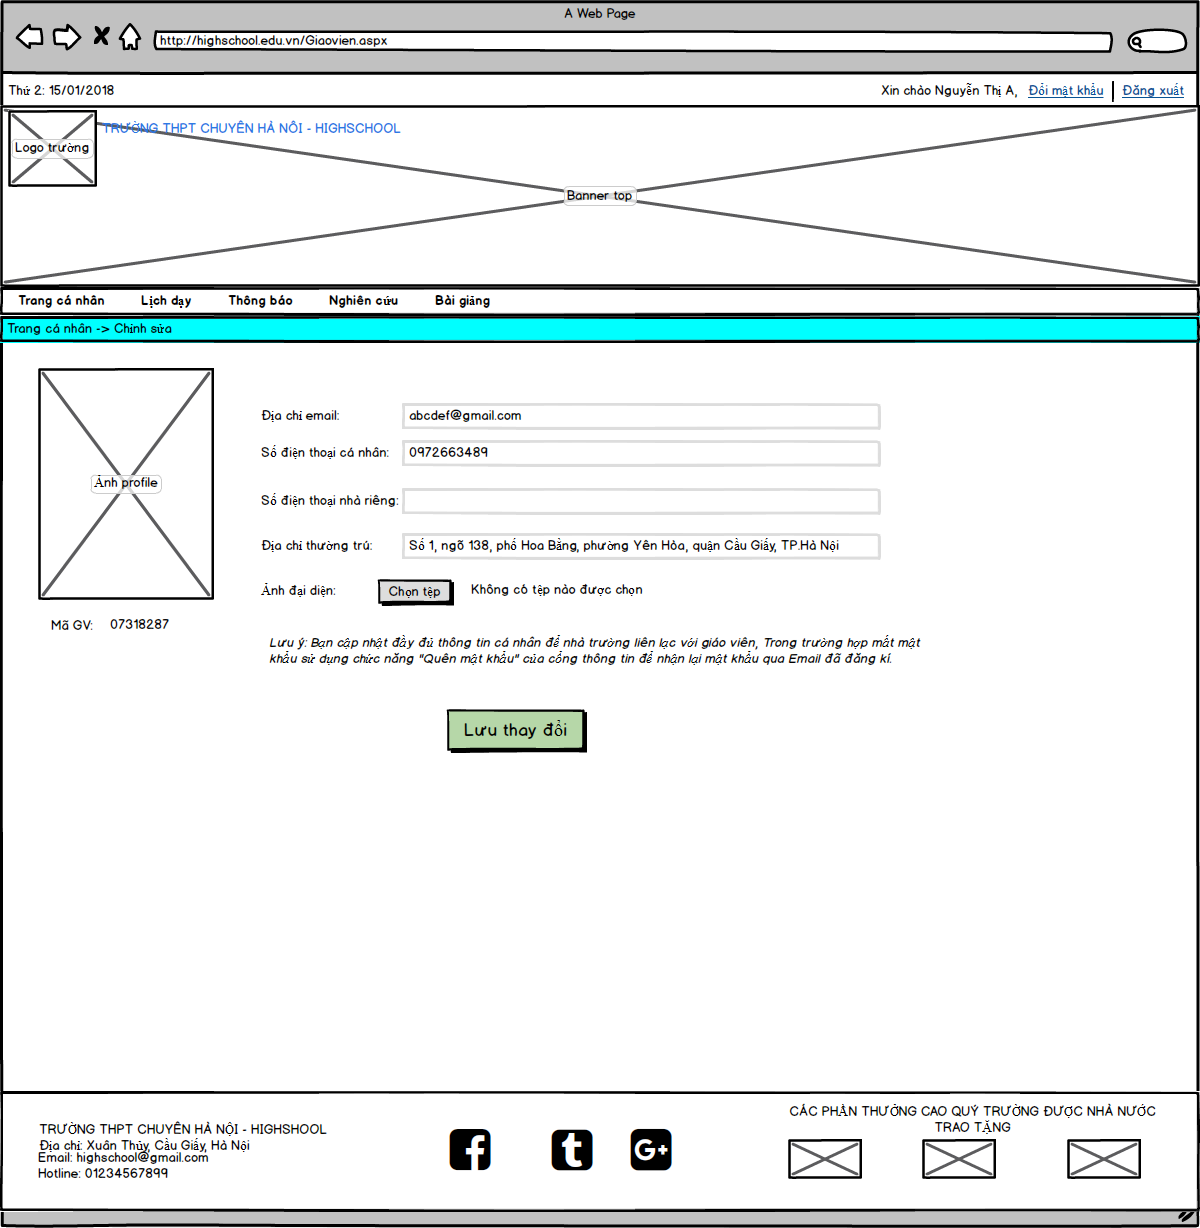 A Web Page
http://highschool.edu.vn/Giaovien.aspx
Thứ 2: 15/01/2018
Xin chào Nguyễn Thị A, Đổi mật khẩu Đăng xuất
TRƯỜNG THPT CHUYÊN HÀ NỘI - HIGHSCHOOL
Logo trường
Banner top
Trang cá nhân Lịch dạy Thông báo Nghiên cứu Bài giảng
Trang cá nhân -> Chỉnh sửa
Địa chỉ email: abcdef@gmail.com
Số điện thoại cá nhân: 0972663489
Ảnh profile
Số điện thoại nhà riêng:
Địa chỉ thường trú: Số 1, ngõ 138, phố Hoa Bằng, phường Yên Hòa, quận Cầu Giấy, TP.Hà Nội
Ảnh đại diện: Chọn tệp Không có tệp nào được chọn
Mã GV: 07318287
Lưu ý: Bạn cập nhật đầy đủ thông tin cá nhân để nhà trường liên lạc với giáo viên, Trong trường hợp mất mật
khẩu sử dụng chức năng "Quên mật khẩu" của cổng thông tin để nhận lại mật khẩu qua Email đã đăng kí.
Lưu thay đổi
TRƯỜNG THPT CHUYÊN HÀ NỘI - HIGHSHOOL
Địa chỉ: Xuân Thủy, Cầu Giấy, Hà Nội
Email: highschool@gmail.com
Hotline: 01234567899
CÁC PHẦN THƯỞNG CAO QUÝ TRƯỜNG ĐƯỢC NHÀ NƯỚC
TRAO TẶNG